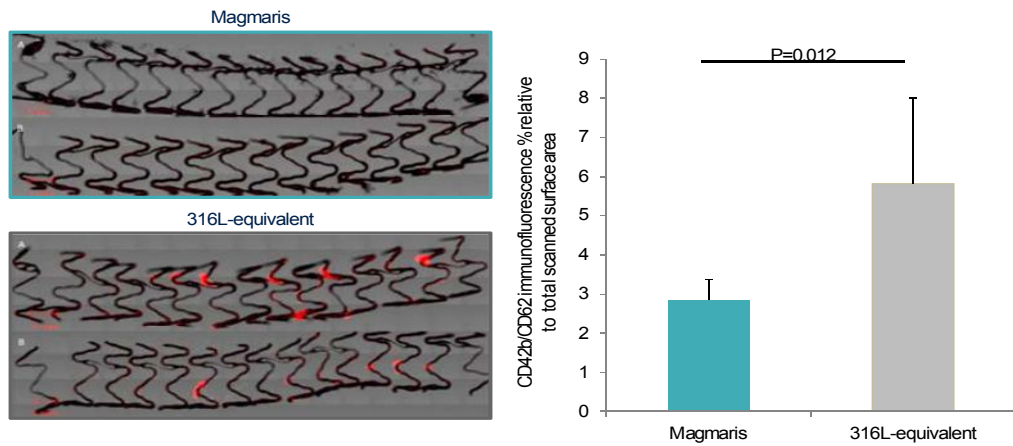 Magmaris
A
B
316L-equivalent
A
B
P=0.012
CD42b/CD62 immunofluorescence % relative
to total scanned surface area
9
8
7
6
5
4
3
2
1
0
Magmaris
316L-equivalent